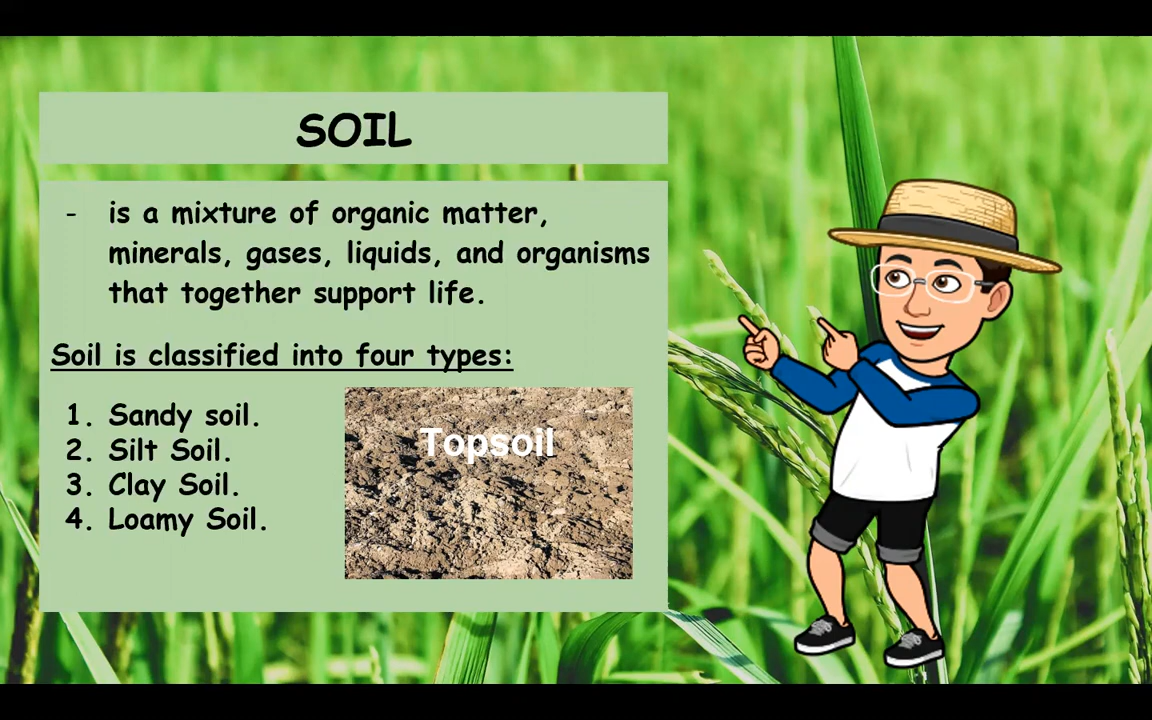 SOIL
- is a mixture of organic matter,
minerals, gases, liquids, and organisms
that together support life.
Soil is classified into four types:
1. Sandy soil.
2. Silt Soil.
3. Clay Soil.
4. Loamy Soil.
Topsoil